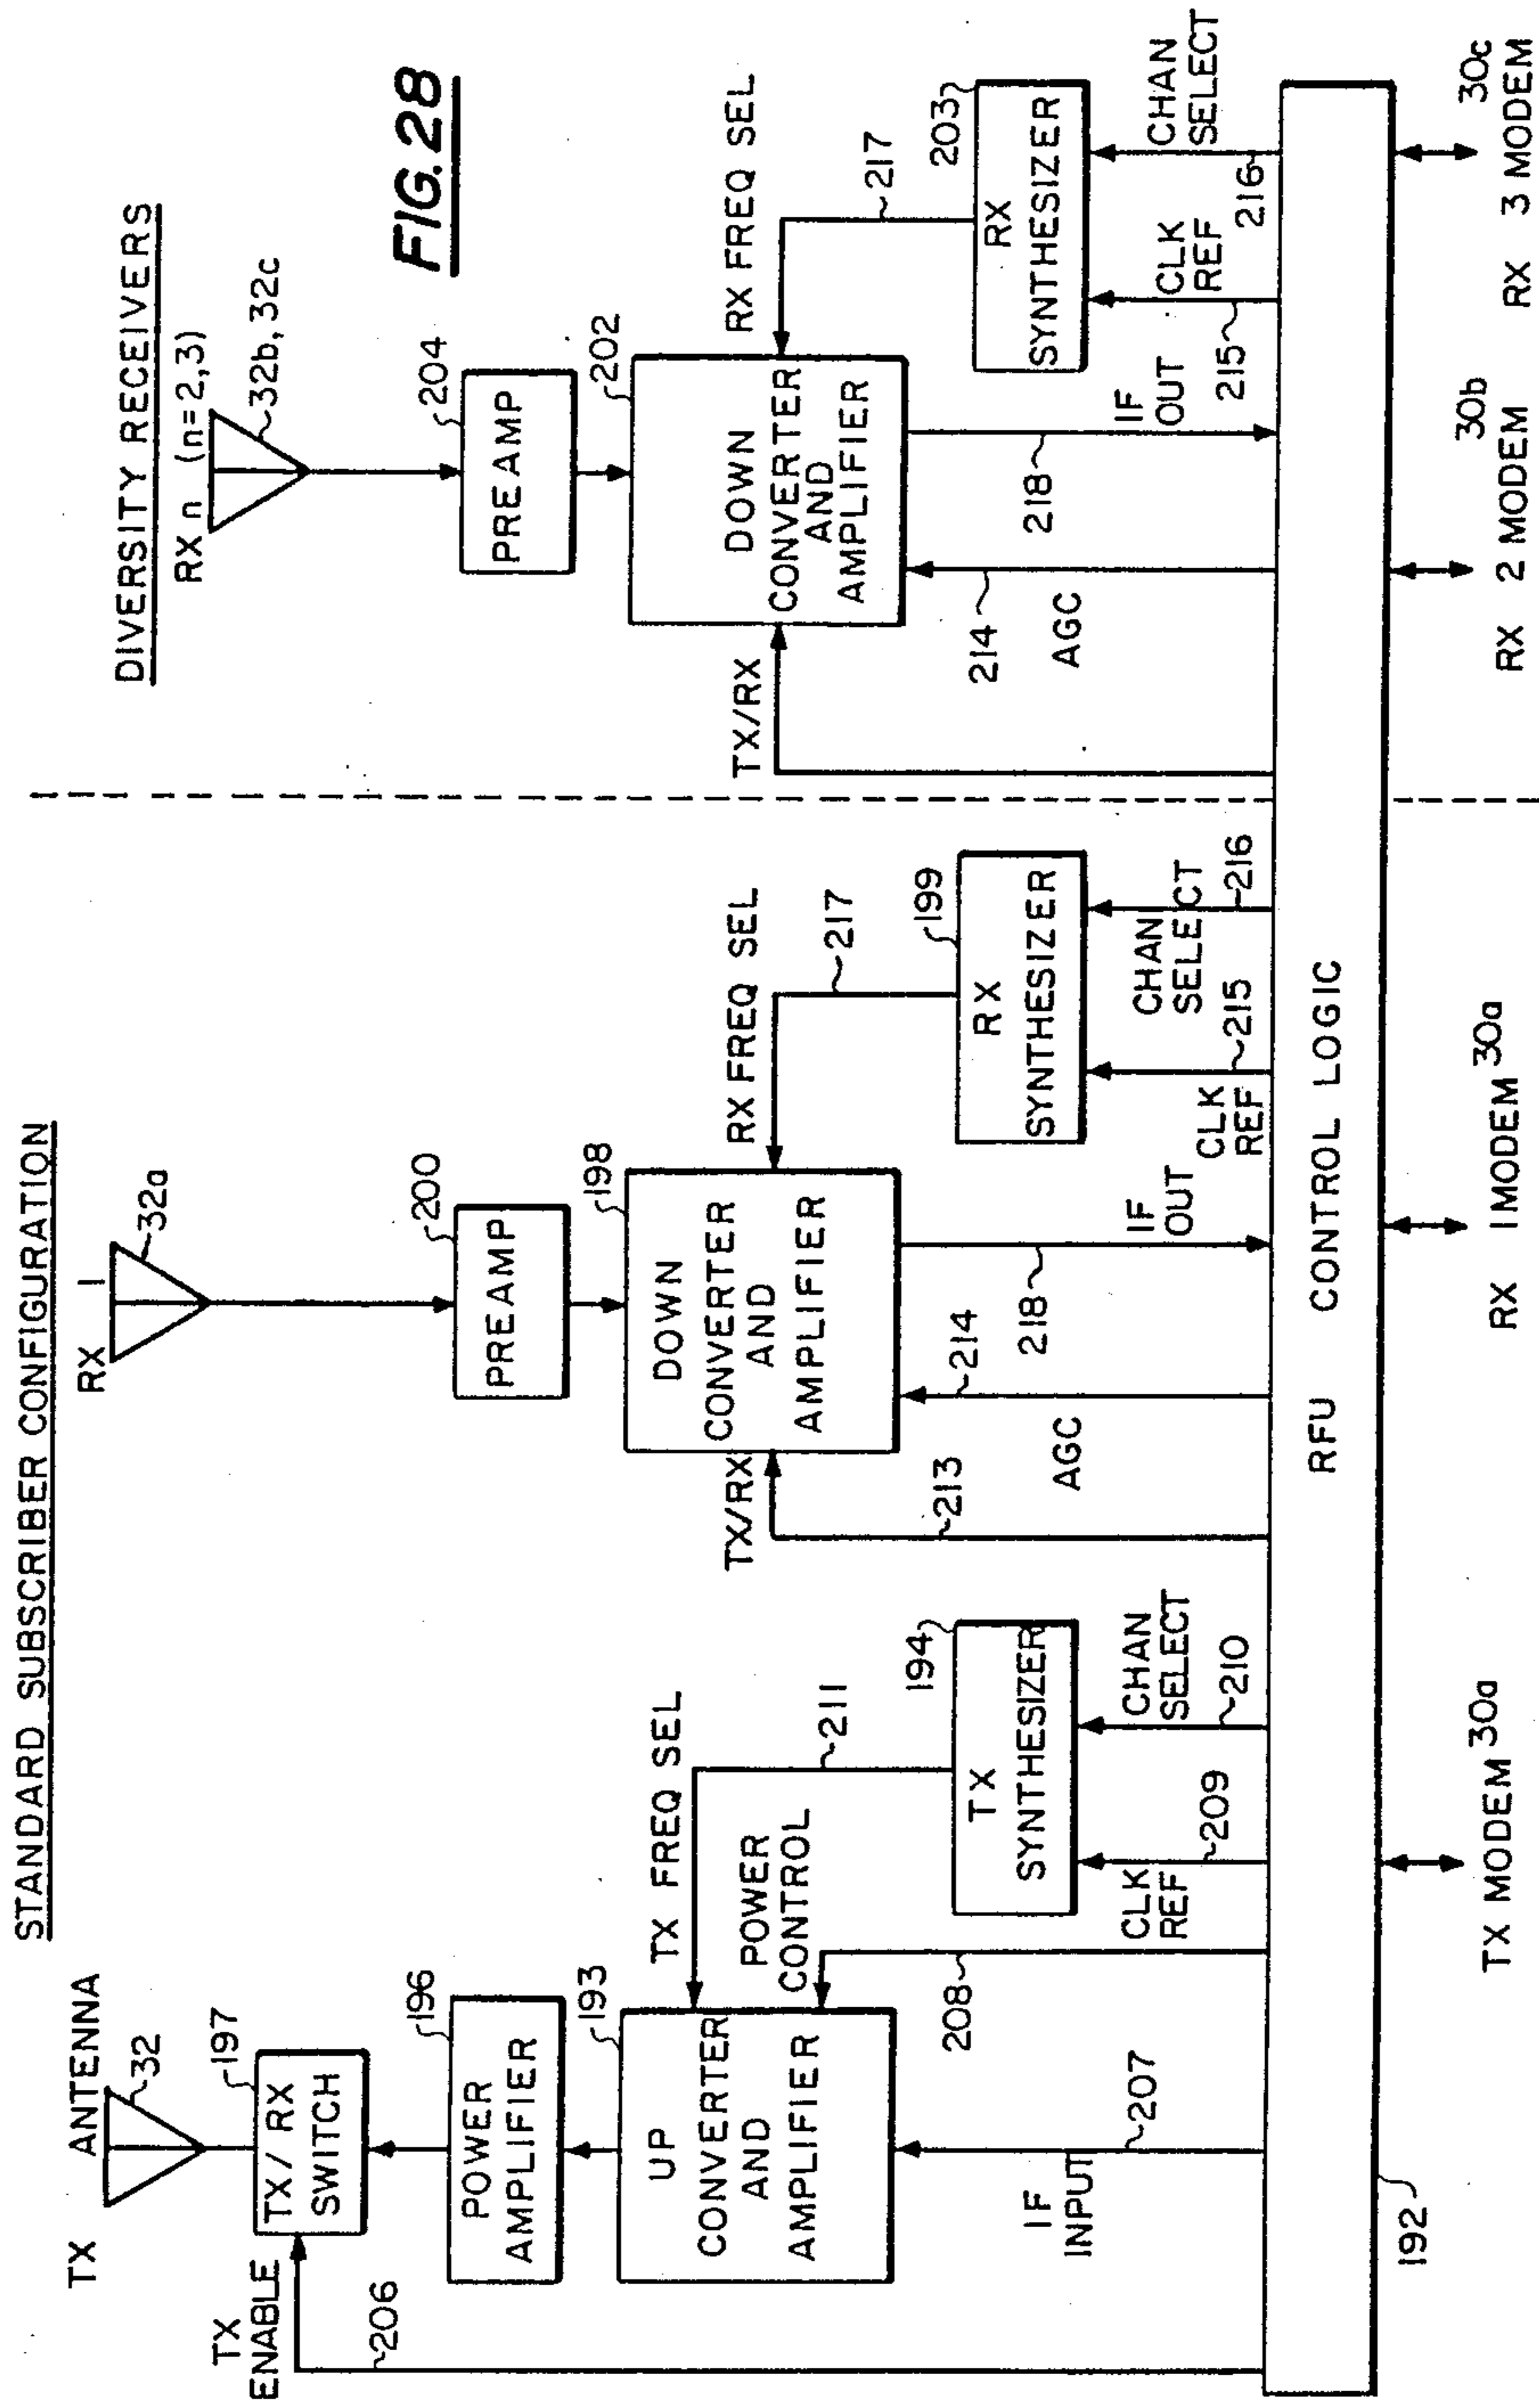 STANDARD SUBSCRIBER CONFIGURATION
DIVERSITY RECEIVERS
FIG.28
TX ANTENNA
32
TX/RX
SWITCH
197
TX
ENABLE
206
POWER
AMPLIFIER
196
UP
CONVERTER
AND
AMPLIFIER
193
TX FREQ SEL
211
POWER
CONTROL
208
IF
INPUT
207
TX
SYNTHESIZER
194
CLK
REF
209
CHAN
SELECT
210
RX 1
32a
PREAMP
200
DOWN
CONVERTER
AND
AMPLIFIER
198
TX/RX
213
AGC
214
218
IF
OUT
RX FREQ SEL
217
RX
SYNTHESIZER
199
CLK
REF
215
CHAN
SELECT
216
RX n (n=2,3)
32b, 32c
PREAMP
204
DOWN
CONVERTER
AND
AMPLIFIER
202
TX/RX
214
AGC
218
IF
OUT
RX FREQ SEL
217
RX
SYNTHESIZER
203
CLK
REF
215
CHAN
SELECT
216
RFU CONTROL LOGIC
192
TX MODEM 30a
RX 1 MODEM 30a
RX 2 MODEM 30b
RX 3 MODEM 30c